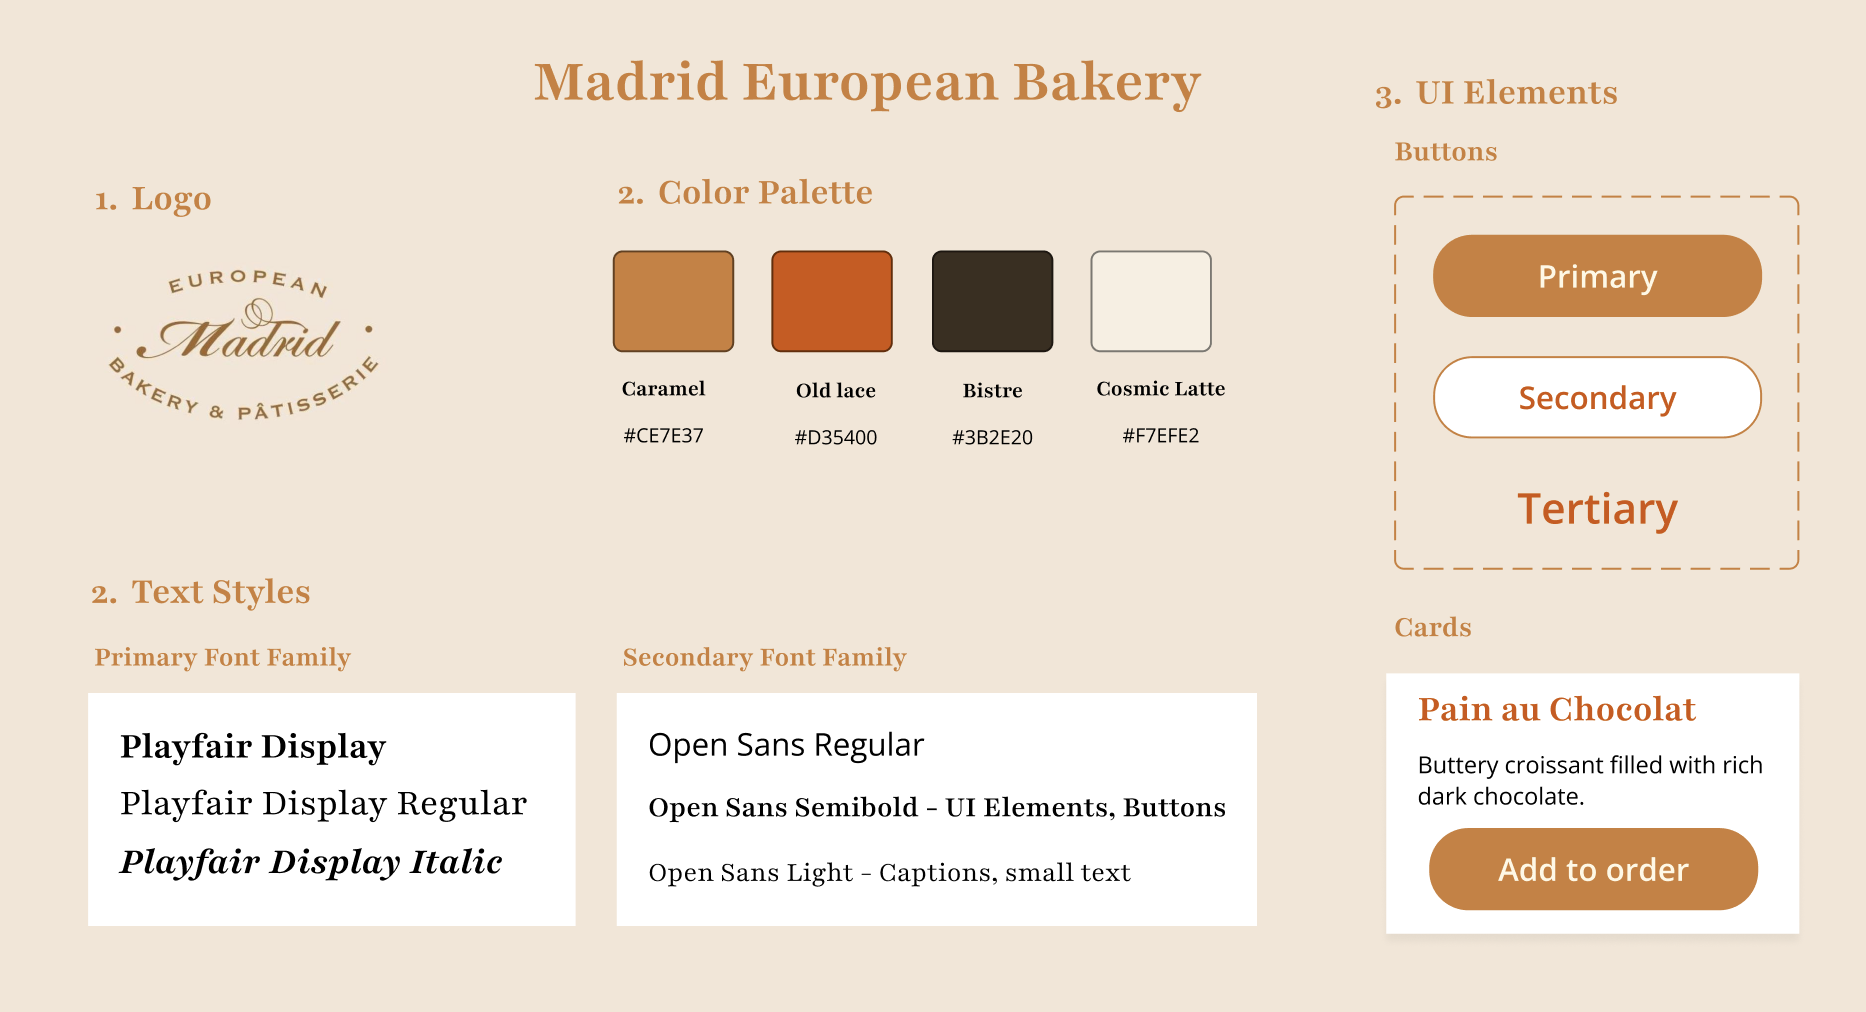 Madrid European Bakery
1. Logo
EUROPEAN
Madrid
BAKERY & PÂTISSERIE
2. Color Palette
Caramel
#CE7E37
Old lace
#D35400
Bistre
#3B2E20
Cosmic Latte
#F7EFE2
2. Text Styles
Primary Font Family
Playfair Display
Playfair Display Regular
Playfair Display Italic
Secondary Font Family
Open Sans Regular
Open Sans Semibold - UI Elements, Buttons
Open Sans Light - Captions, small text
3. UI Elements
Buttons
Primary
Secondary
Tertiary
Cards
Pain au Chocolat
Buttery croissant filled with rich
dark chocolate.
Add to order